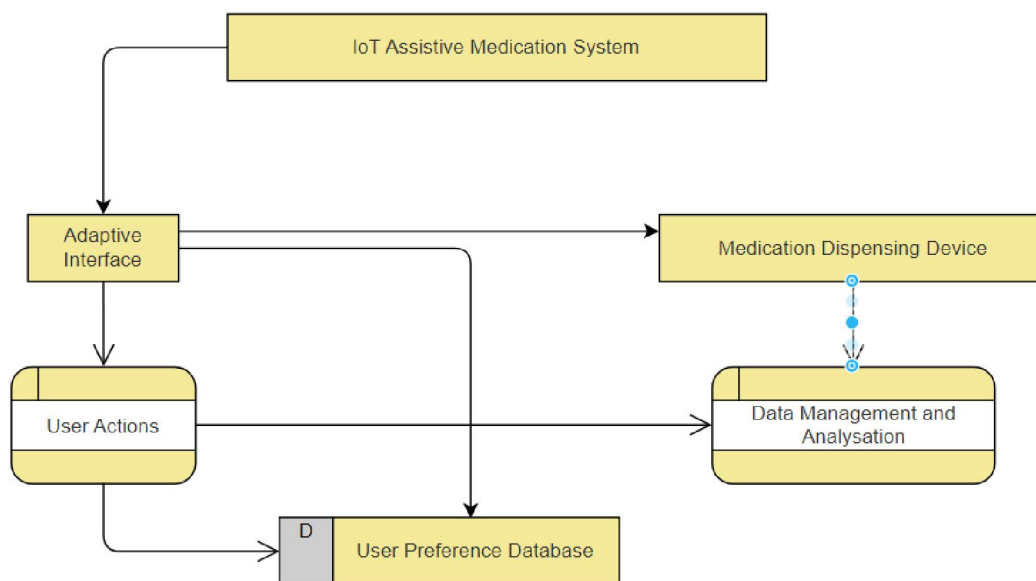 IoT Assistive Medication System
Adaptive
Interface
Medication Dispensing Device
User Actions
Data Management and
Analysation
D
User Preference Database